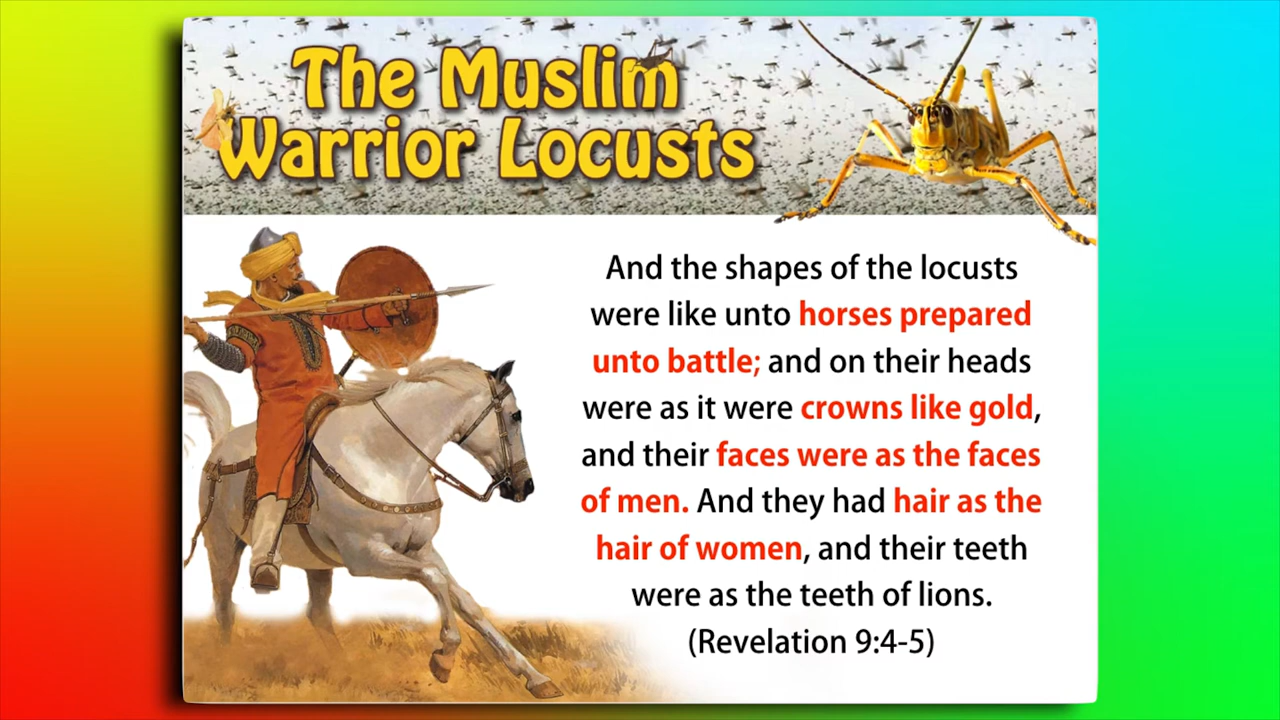 The Muslim
Warrior Locusts
And the shapes of the locusts
were like unto horses prepared
unto battle; and on their heads
were as it were crowns like gold,
and their faces were as the faces
of men. And they had hair as the
hair of women, and their teeth
were as the teeth of lions.
(Revelation 9:4-5)